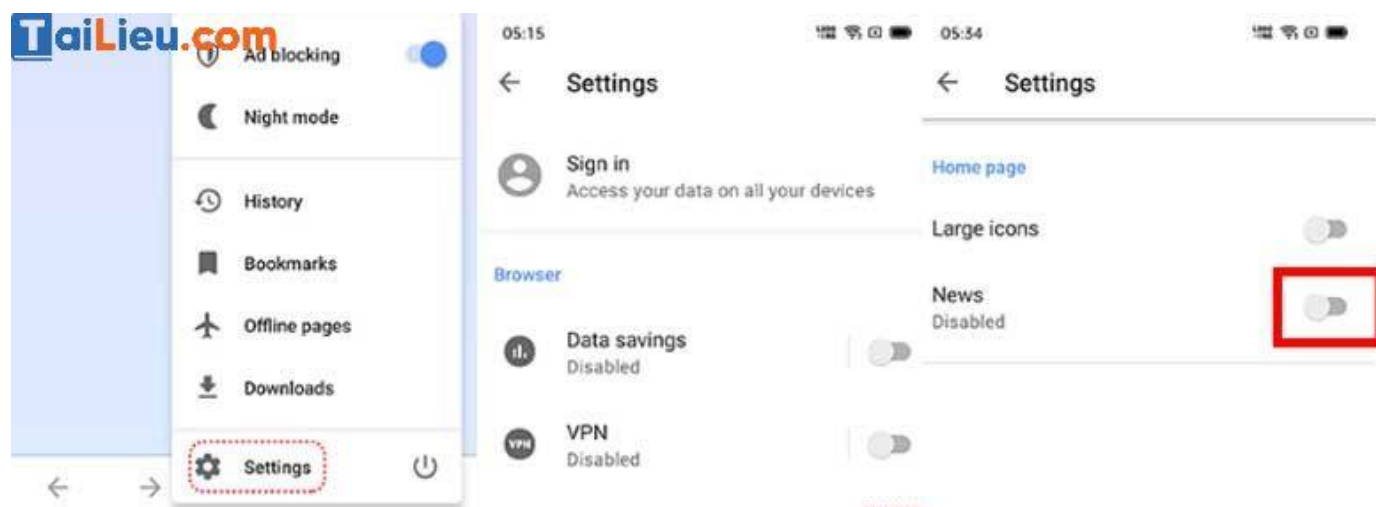 TaiLieu.com
Ad blocking
Night mode
History
Bookmarks
Offline pages
Downloads
Settings
05:15
Settings
Sign in
Access your data on all your devices
Browser
Data savings
Disabled
VPN
VPN
Disabled
05:34
Settings
Home page
Large icons
News
Disabled